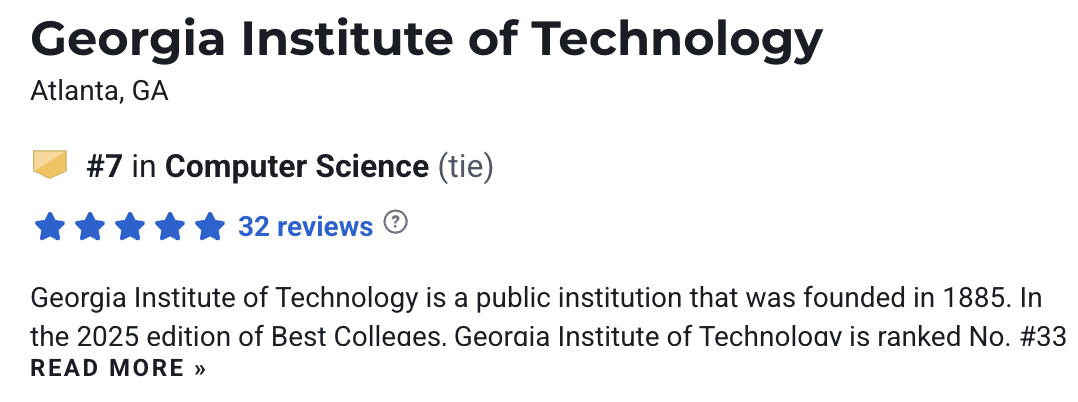 Georgia Institute of Technology
Atlanta, GA
#7 in Computer Science (tie)
32 reviews ?
Georgia Institute of Technology is a public institution that was founded in 1885. In
the 2025 edition of Best Colleges, Georgia Institute of Technology is ranked No. #33
READ MORE »